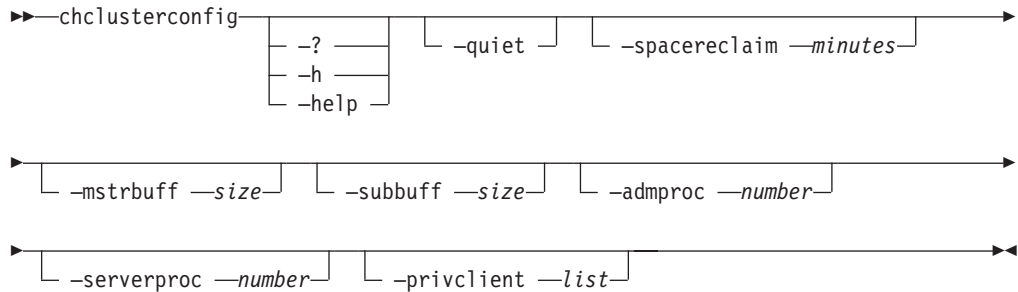 chclusterconfig
-?
-h
-help
-quiet
-spacereclaim minutes
-mstrbuff size
-subbuff size
-admproc number
-serverproc number
-privclient list